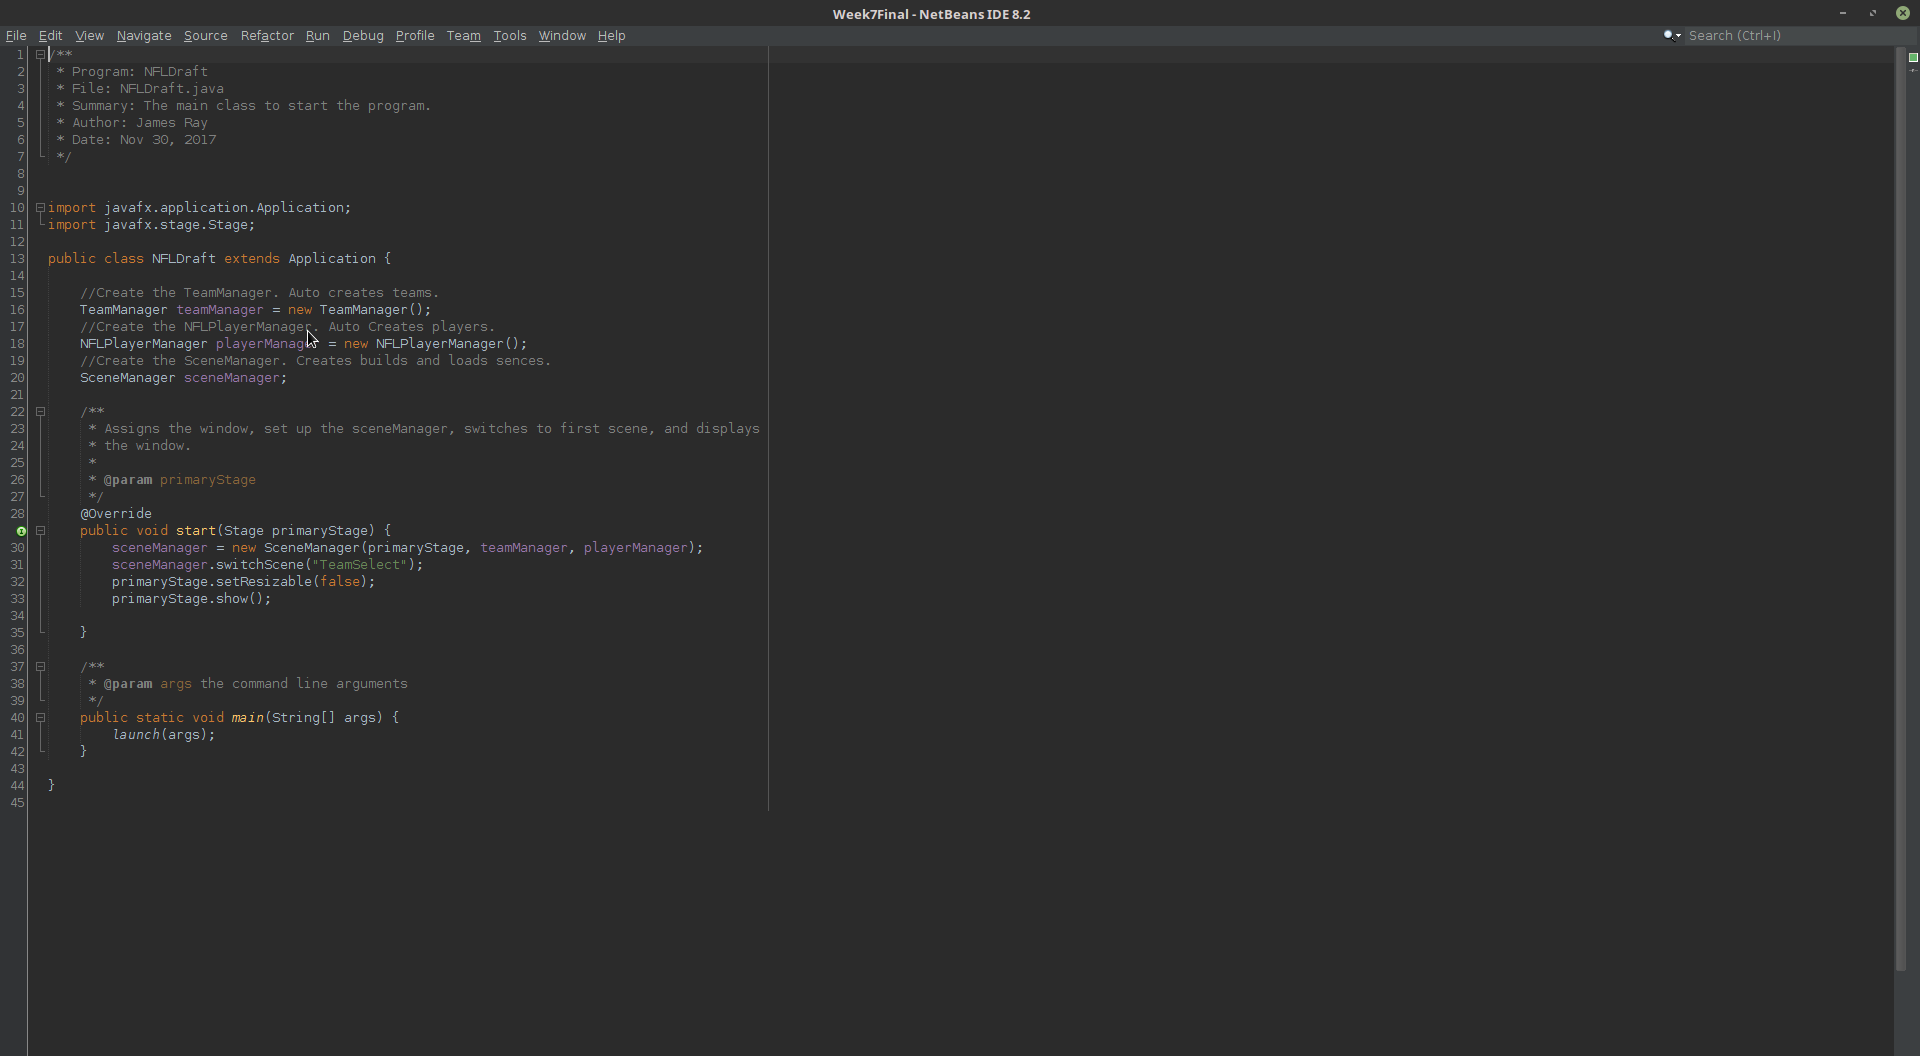 Week7Final - NetBeans IDE 8.2
File Edit View Navigate Source Refactor Run Debug Profile Team Tools Window Help Search (Ctrl+I)
1 /**
2  * Program: NFLDraft
3  * File: NFLDraft.java
4  * Summary: The main class to start the program.
5  * Author: James Ray
6  * Date: Nov 30, 2017
7  */
8
9
10 import javafx.application.Application;
11 import javafx.stage.Stage;
12
13 public class NFLDraft extends Application {
14
15     //Create the TeamManager. Auto creates teams.
16     TeamManager teamManager = new TeamManager();
17     //Create the NFLPlayerManager. Auto Creates players.
18     NFLPlayerManager playerManager = new NFLPlayerManager();
19     //Create the SceneManager. Creates builds and loads sences.
20     SceneManager sceneManager;
21
22     /**
23      * Assigns the window, set up the sceneManager, switches to first scene, and displays
24      * the window.
25      *
26      * @param primaryStage
27      */
28     @Override
    public void start(Stage primaryStage) {
30         sceneManager = new SceneManager(primaryStage, teamManager, playerManager);
31         sceneManager.switchScene("TeamSelect");
32         primaryStage.setResizable(false);
33         primaryStage.show();
34
35     }
36
37     /**
38      * @param args the command line arguments
39      */
40     public static void main(String[] args) {
41         launch(args);
42     }
43
44 }
45